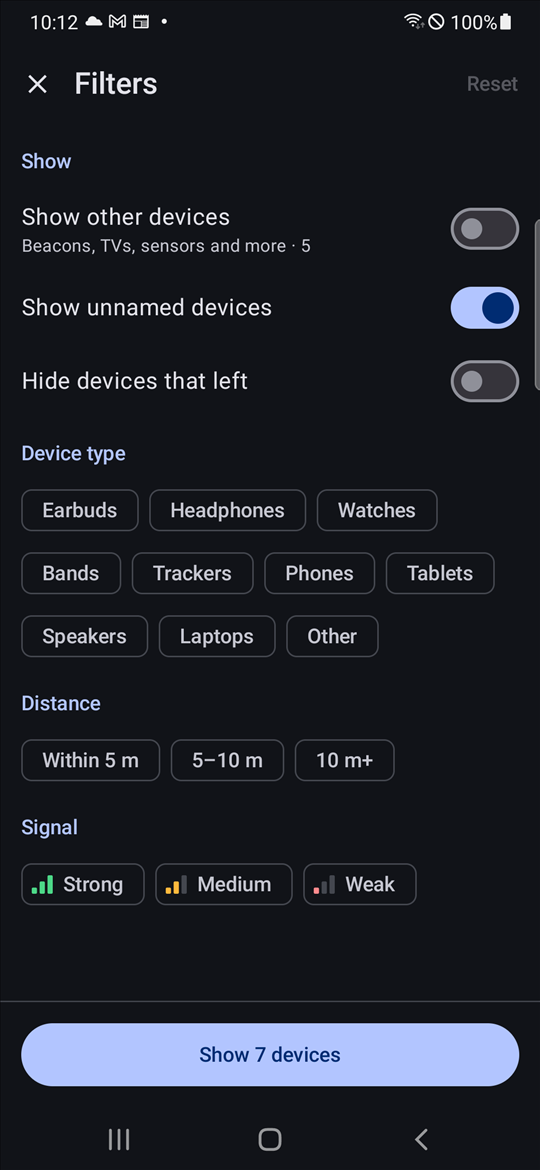 10:12 100%
Filters Reset
Show
Show other devices
Beacons, TVs, sensors and more · 5
Show unnamed devices
Hide devices that left
Device type
Earbuds Headphones Watches
Bands Trackers Phones Tablets
Speakers Laptops Other
Distance
Within 5 m 5–10 m 10 m+
Signal
Strong Medium Weak
Show 7 devices